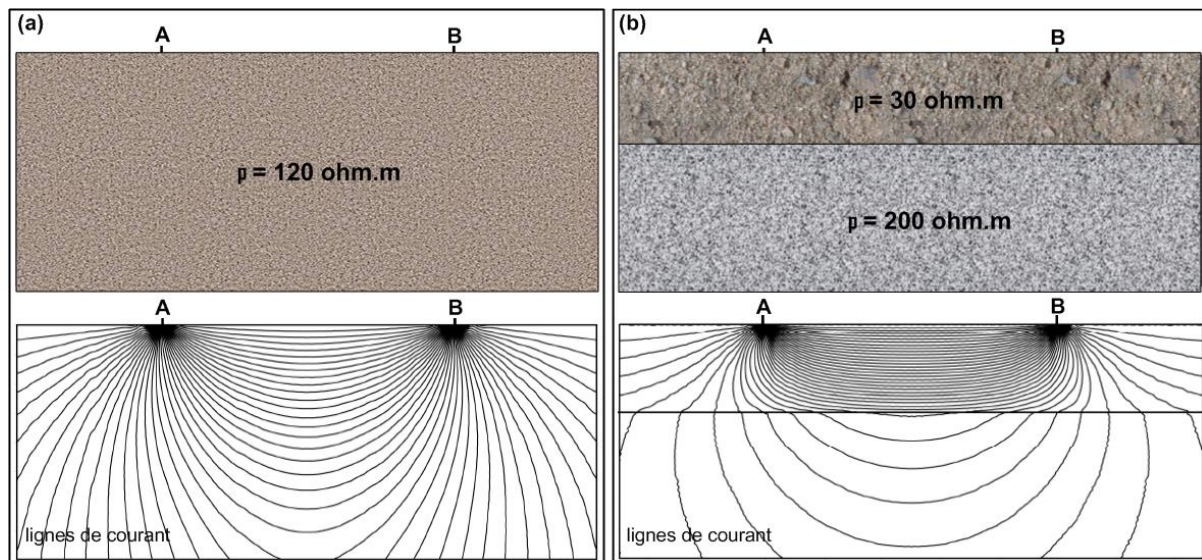 (a)
A B
ρ = 120 ohm.m
A B
lignes de courant
(b)
A B
ρ = 30 ohm.m
ρ = 200 ohm.m
A B
lignes de courant